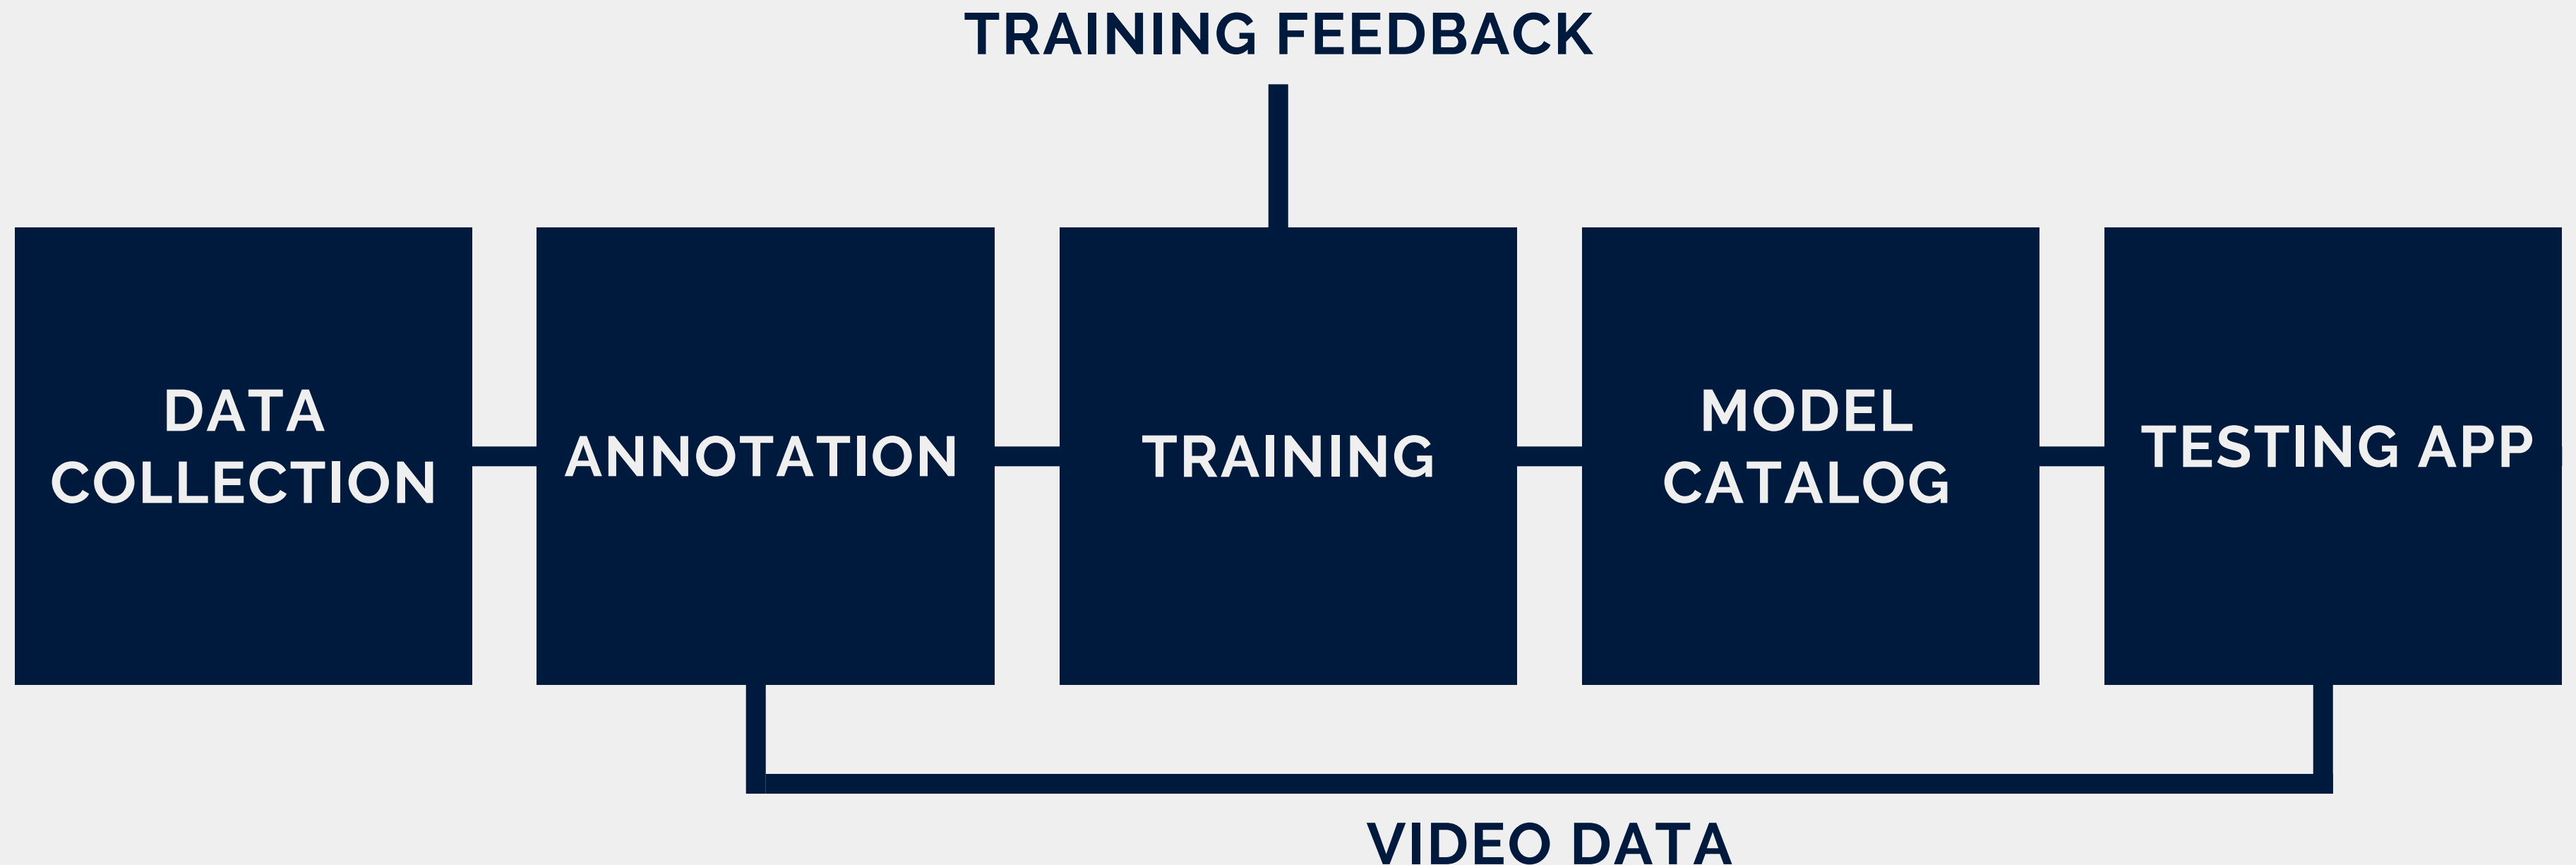 TRAINING FEEDBACK
DATA
COLLECTION
ANNOTATION
TRAINING
MODEL
CATALOG
TESTING APP
VIDEO DATA